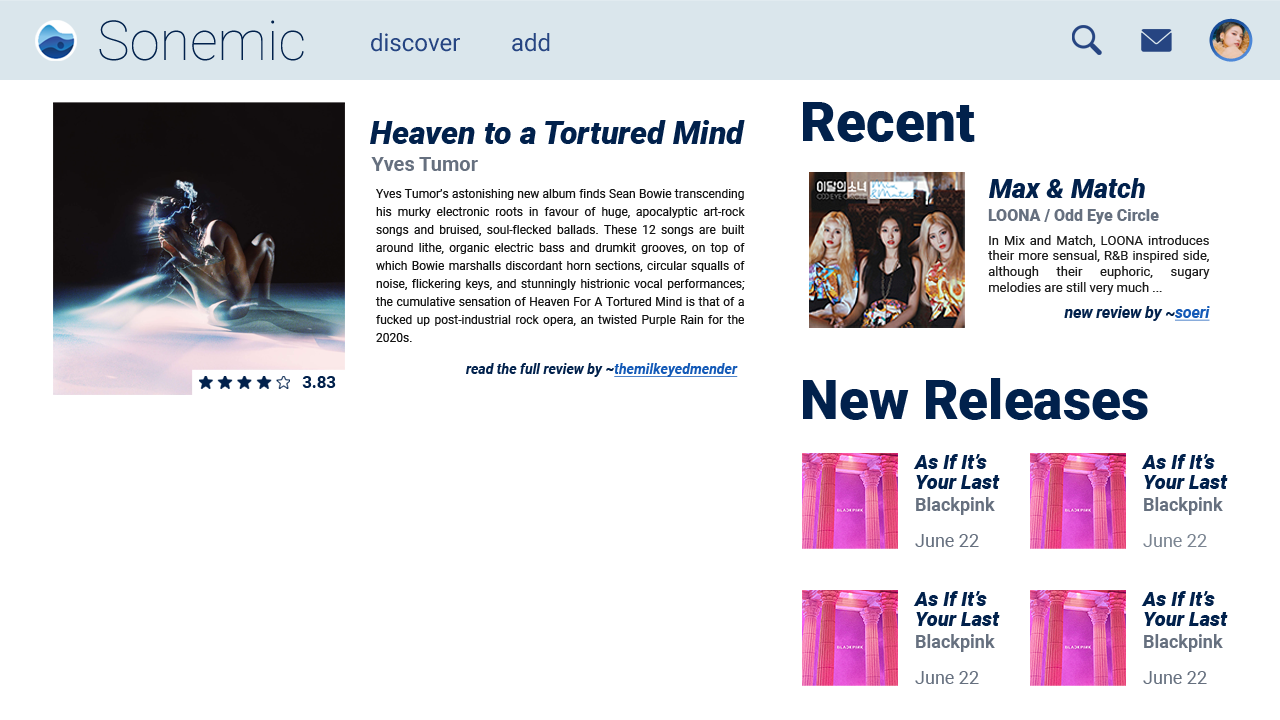 Sonemic
discover
add
Heaven to a Tortured Mind
Yves Tumor
Yves Tumor's astonishing new album finds Sean Bowie transcending
his murky electronic roots in favour of huge, apocalyptic art-rock
songs and bruised, soul-flecked ballads. These 12 songs are built
around lithe, organic electric bass and drumkit grooves, on top of
which Bowie marshalls discordant horn sections, circular squalls of
noise, flickering keys, and stunningly histrionic vocal performances;
the cumulative sensation of Heaven For A Tortured Mind is that of a
fucked up post-industrial rock opera, an twisted Purple Rain for the
2020s.
read the full review by ~themilkeyedmender
3.83
Recent
이달의소녀
ODD EYE CIRCLE
Max & Match
LOONA / Odd Eye Circle
In Mix and Match, LOONA introduces
their more sensual, R&B inspired side,
although their euphoric, sugary
melodies are still very much ...
new review by ~soeri
New Releases
BLACKPINK
As If It’s
Your Last
Blackpink
June 22
BLACKPINK
As If It’s
Your Last
Blackpink
June 22
BLACKPINK
As If It’s
Your Last
Blackpink
June 22
BLACKPINK
As If It’s
Your Last
Blackpink
June 22